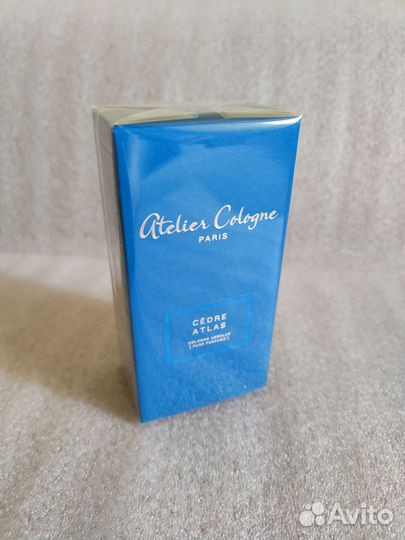 Atelier Cologne
PARIS
CÈDRE
ATLAS
COLOGNE ABSOLUE
[ PURE PERFUME ]
Avito